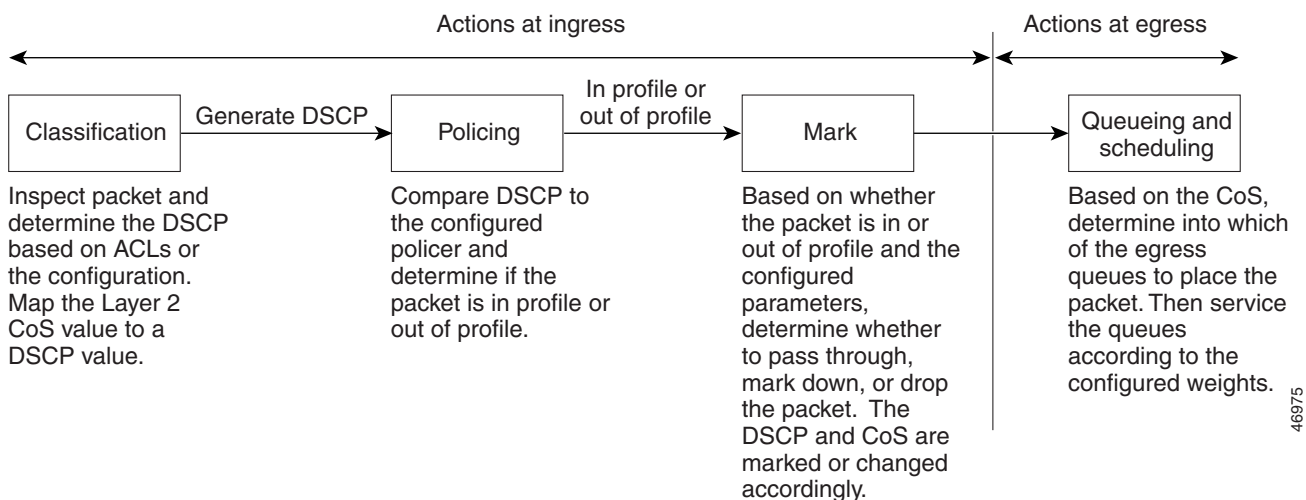 Actions at ingress
Actions at egress
Classification
Generate DSCP
Policing
In profile or
out of profile
Mark
Queueing and
scheduling
Inspect packet and
determine the DSCP
based on ACLs or
the configuration.
Map the Layer 2
CoS value to a
DSCP value.
Compare DSCP to
the configured
policer and
determine if the
packet is in profile or
out of profile.
Based on whether
the packet is in or
out of profile and the
configured
parameters,
determine whether
to pass through,
mark down, or drop
the packet.  The
DSCP and CoS are
marked or changed
accordingly.
Based on the CoS,
determine into which
of the egress
queues to place the
packet. Then service
the queues
according to the
configured weights.
46975